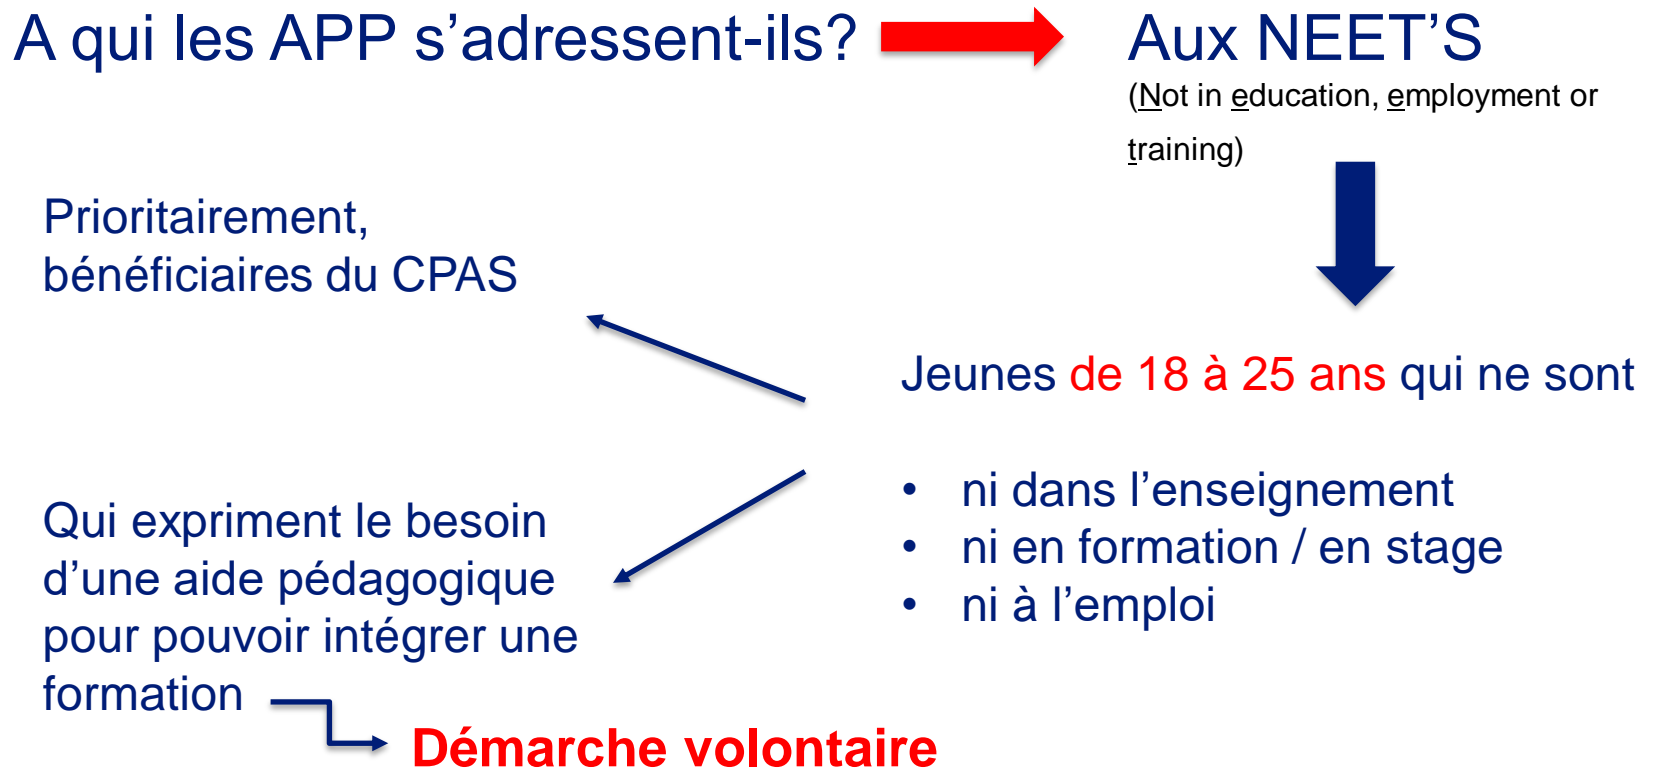 A qui les APP s’adressent-ils?
Aux NEET’S
(Not in education, employment or
training)
Prioritairement,
bénéficiaires du CPAS
Jeunes de 18 à 25 ans qui ne sont
• ni dans l’enseignement
• ni en formation / en stage
• ni à l’emploi
Qui expriment le besoin
d’une aide pédagogique
pour pouvoir intégrer une
formation
Démarche volontaire